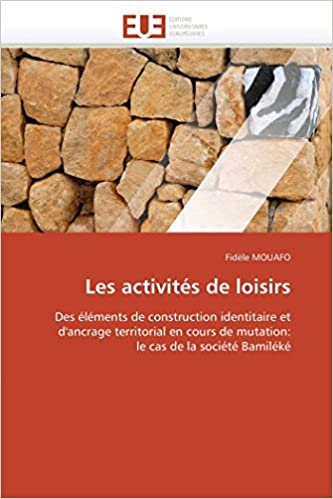 EUE
ÉDITIONS
UNIVERSITAIRES
EUROPÉENNES
Fidèle MOUAFO
Les activités de loisirs
Des éléments de construction identitaire et
d'ancrage territorial en cours de mutation:
le cas de la société Bamiléké